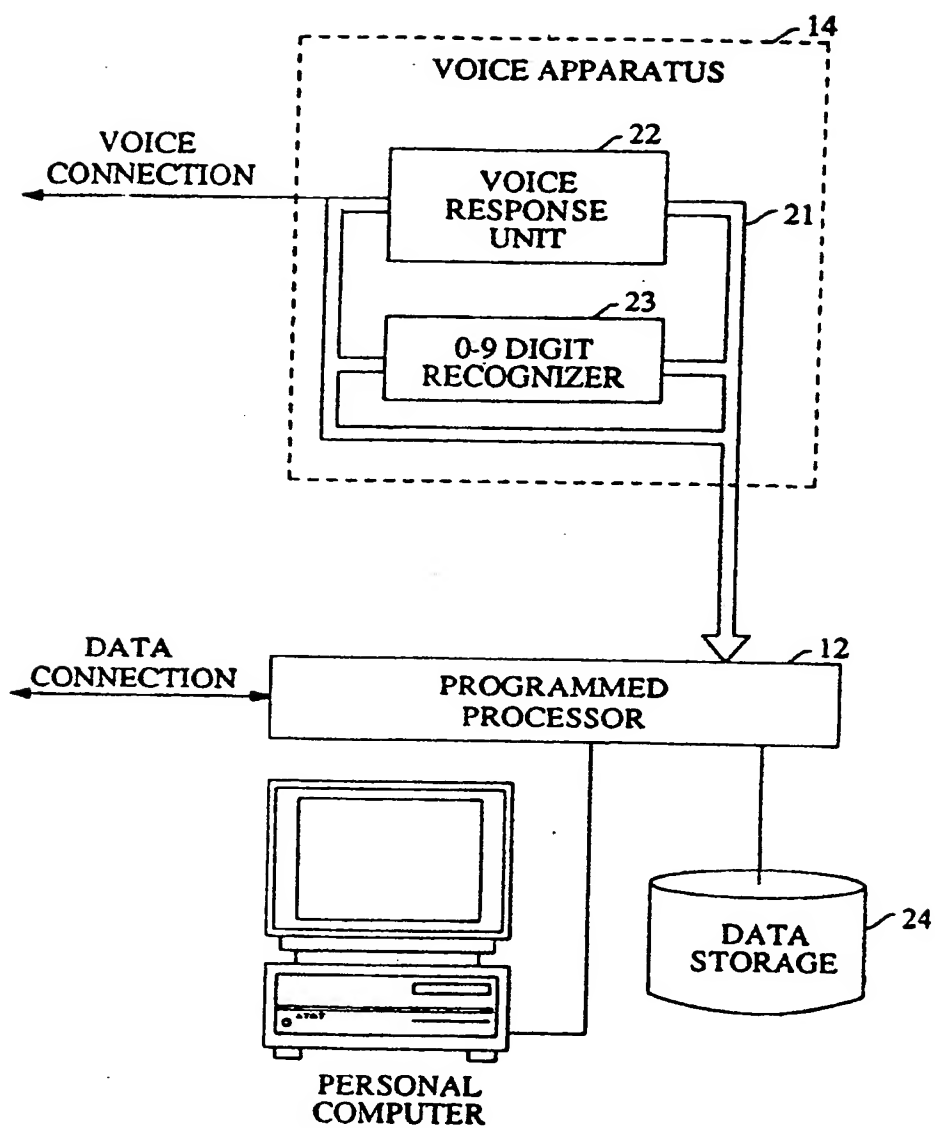 14
VOICE APPARATUS
VOICE
CONNECTION
22
VOICE
RESPONSE
UNIT
21
23
0-9 DIGIT
RECOGNIZER
DATA
CONNECTION
12
PROGRAMMED
PROCESSOR
24
DATA
STORAGE
AT&T
PERSONAL
COMPUTER